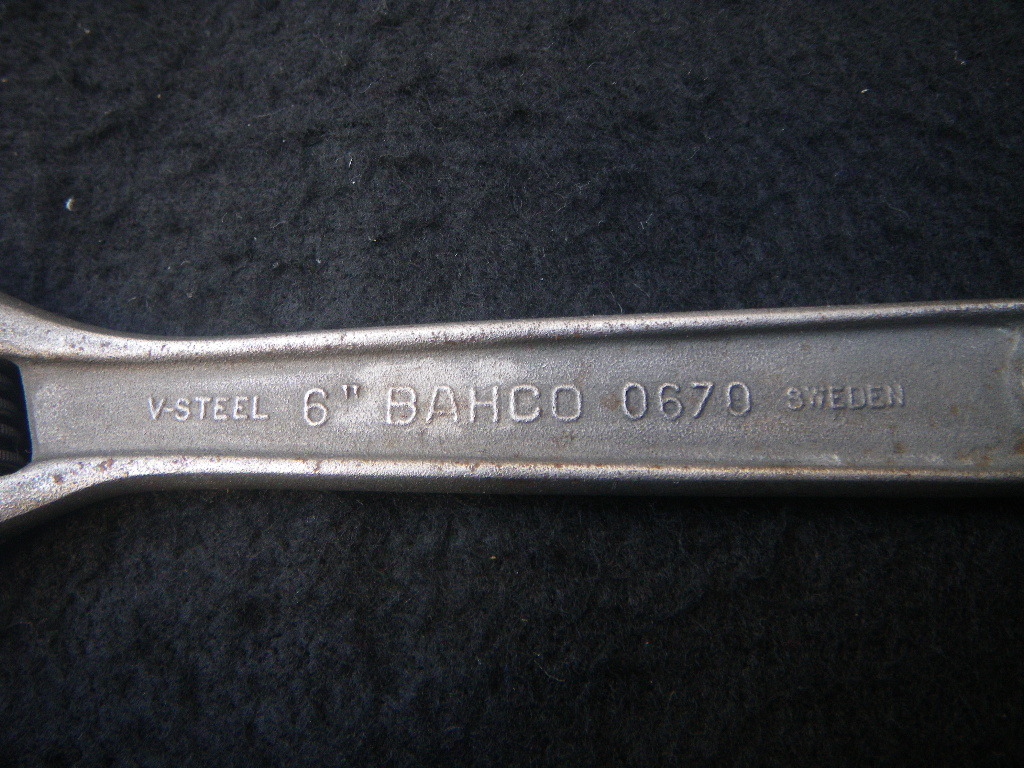 V-STEEL 6" BAHCO 0670 SWEDEN